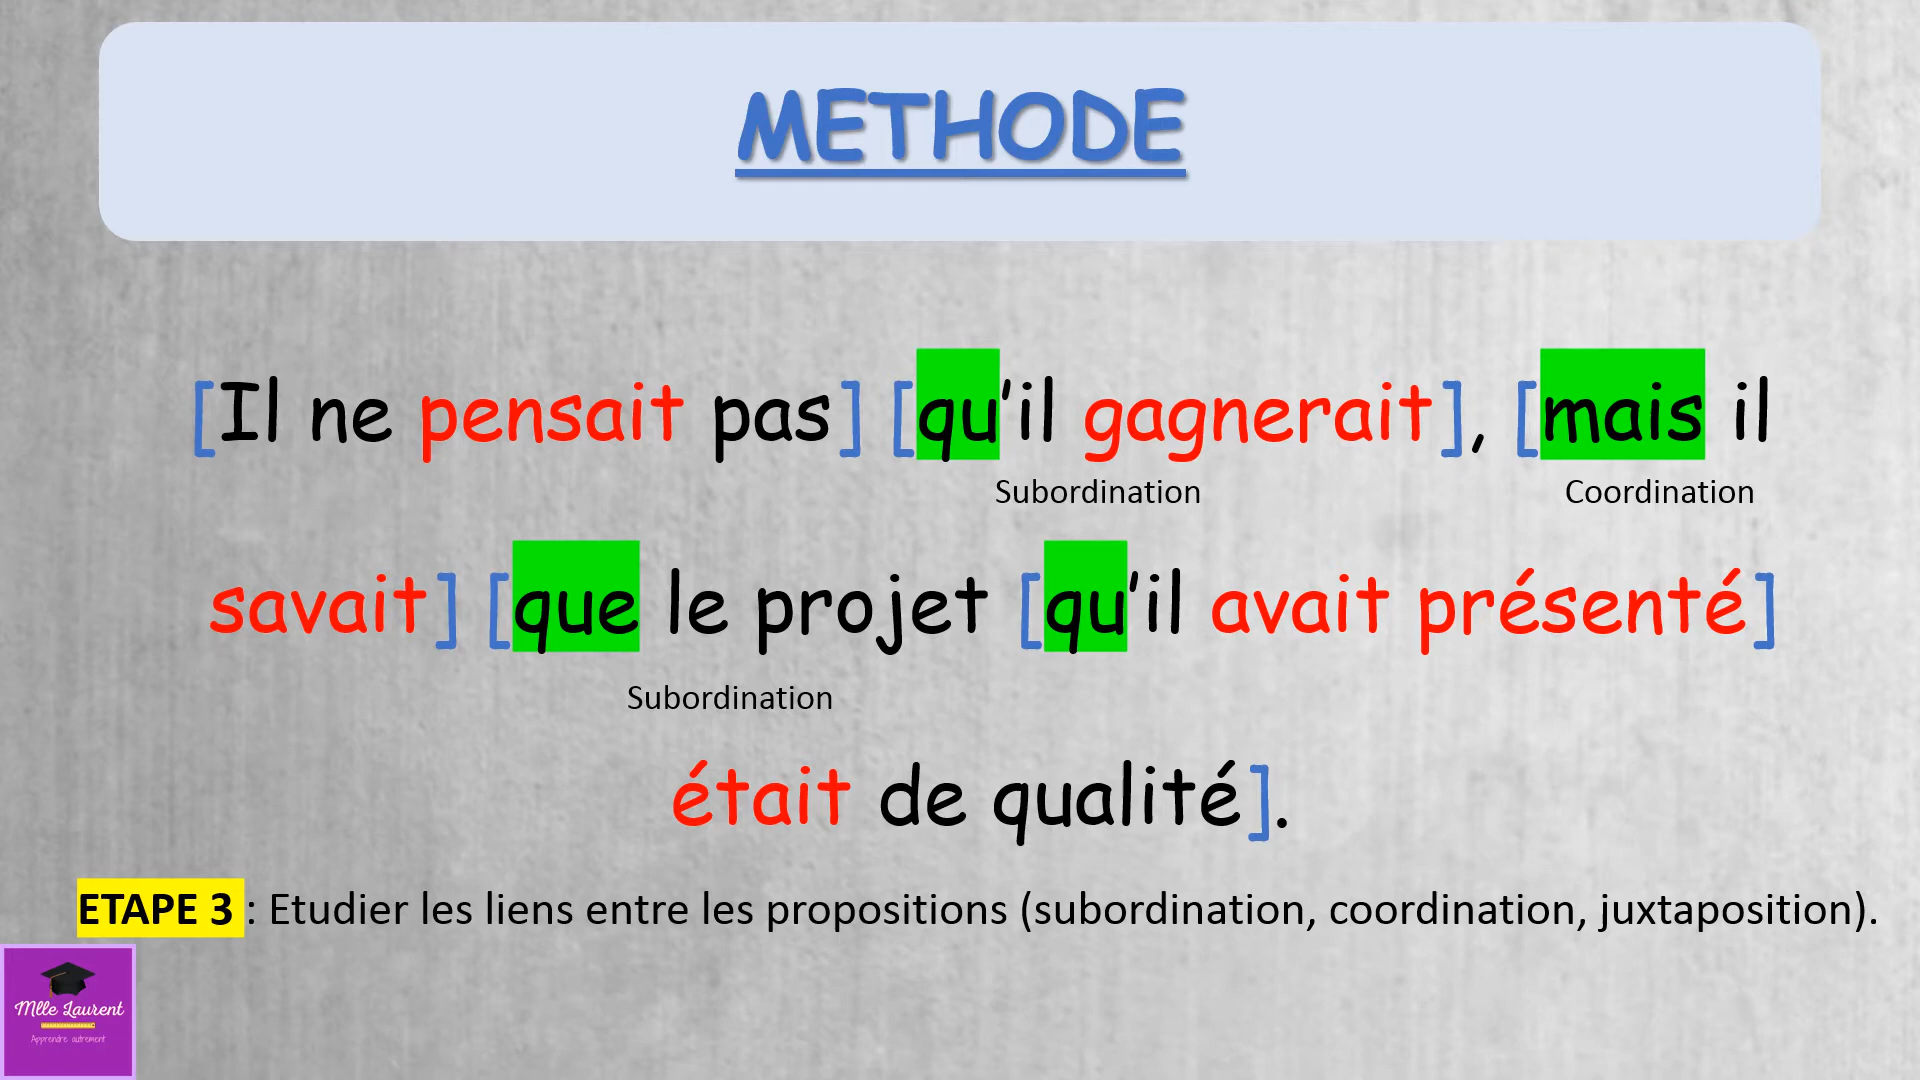 METHODE
[Il ne pensait pas] [qu'il gagnerait], [mais il
Subordination
Coordination
savait] [que le projet [qu'il avait présenté]
Subordination
était de qualité].
ETAPE 3 : Etudier les liens entre les propositions (subordination, coordination, juxtaposition).
Mlle Laurent
Apprendre autrement